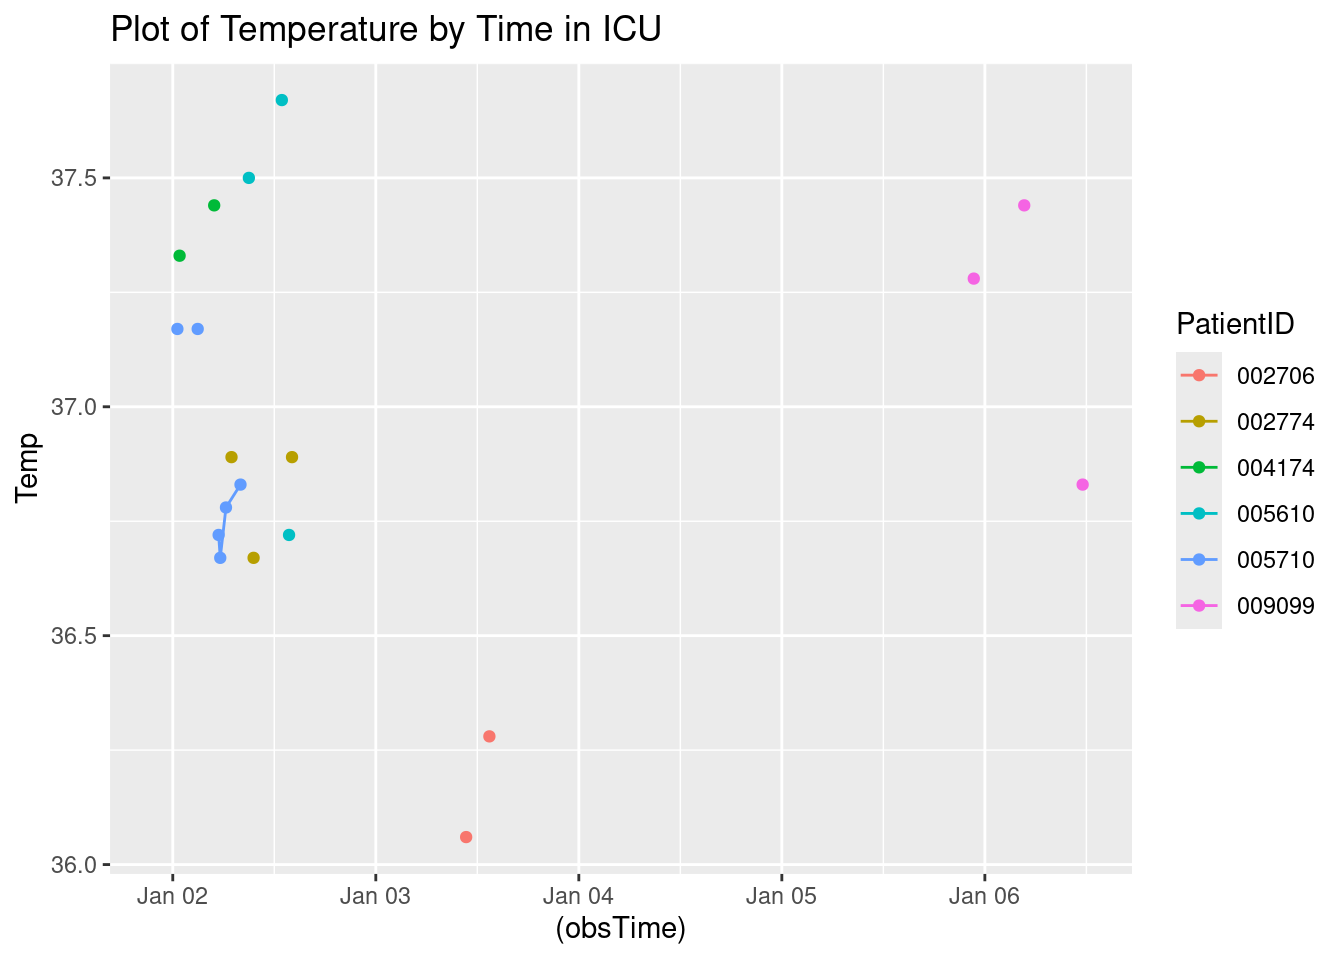 Plot of Temperature by Time in ICU
37.5
37.0
36.5
36.0
Temp
Jan 02
Jan 03
Jan 04
Jan 05
Jan 06
(obsTime)
PatientID
002706
002774
004174
005610
005710
009099